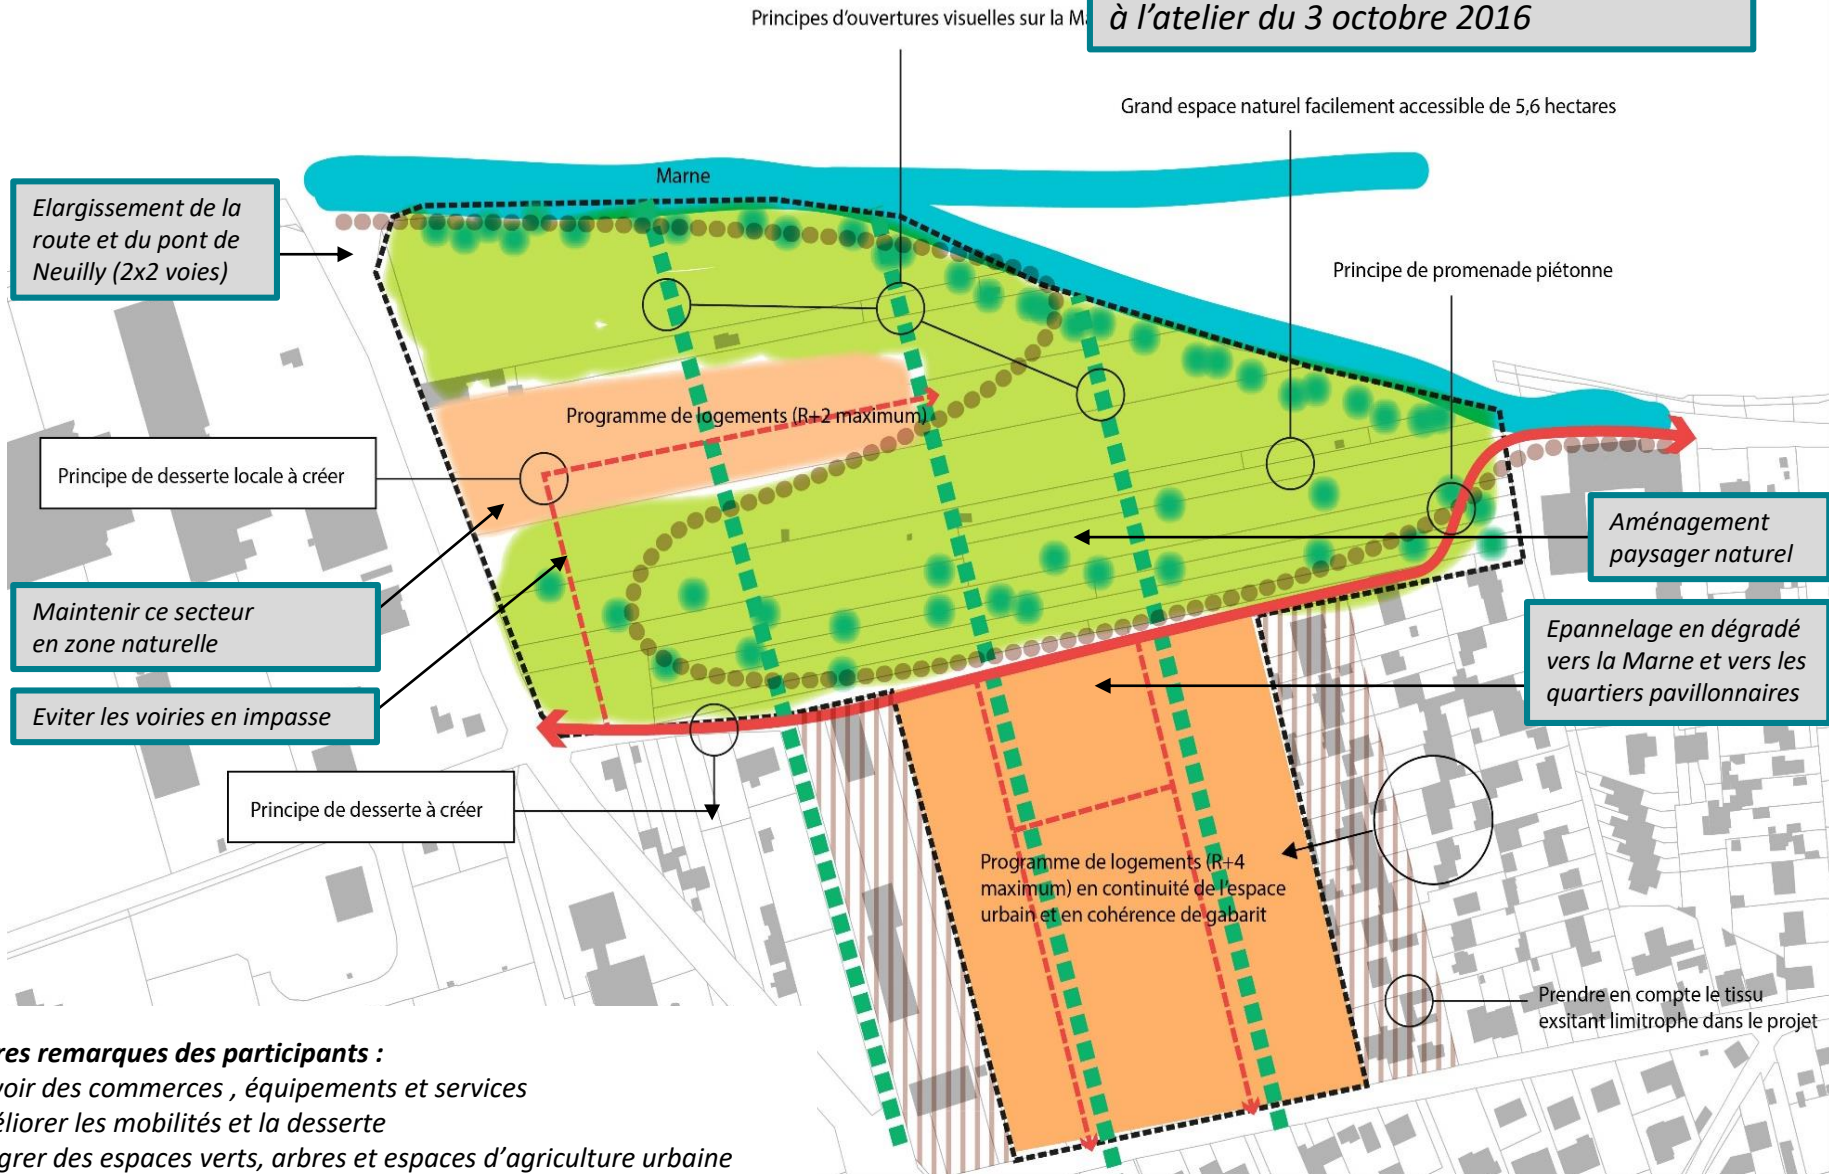 Principes d'ouvertures visuelles sur la Ma
à l'atelier du 3 octobre 2016
Grand espace naturel facilement accessible de 5,6 hectares
Marne
Elargissement de la
route et du pont de
Neuilly (2x2 voies)
Principe de promenade piétonne
Programme de logements (R+2 maximum)
Principe de desserte locale à créer
Aménagement
paysager naturel
Maintenir ce secteur
en zone naturelle
Epannelage en dégradé
vers la Marne et vers les
quartiers pavillonnaires
Eviter les voiries en impasse
Principe de desserte à créer
Programme de logements (R+4
maximum) en continuité de l'espace
urbain et en cohérence de gabarit
Prendre en compte le tissu
exsitant limitrophe dans le projet
res remarques des participants :
voir des commerces , équipements et services
éliorer les mobilités et la desserte
grer des espaces verts, arbres et espaces d'agriculture urbaine